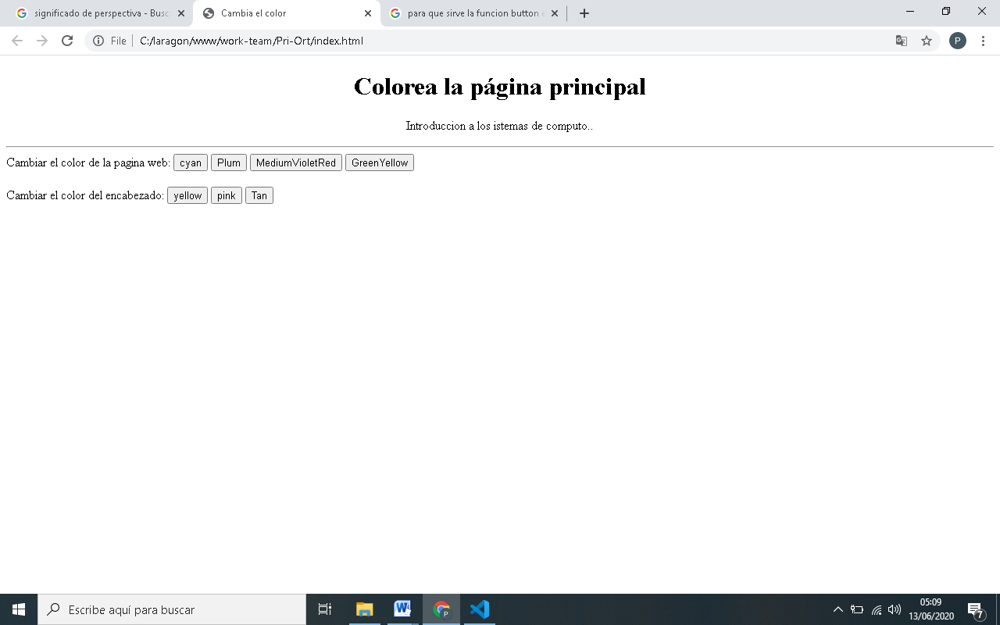 significado de perspectiva - Busc
Cambia el color
para que sirve la funcion button
File
C:/laragon/www/work-team/Pri-Ort/index.html
P
Colorea la página principal
Introduccion a los istemas de computo..
Cambiar el color de la pagina web: cyan Plum MediumVioletRed GreenYellow
Cambiar el color del encabezado: yellow pink Tan
Escribe aquí para buscar
W
P
05:09
13/06/2020
7